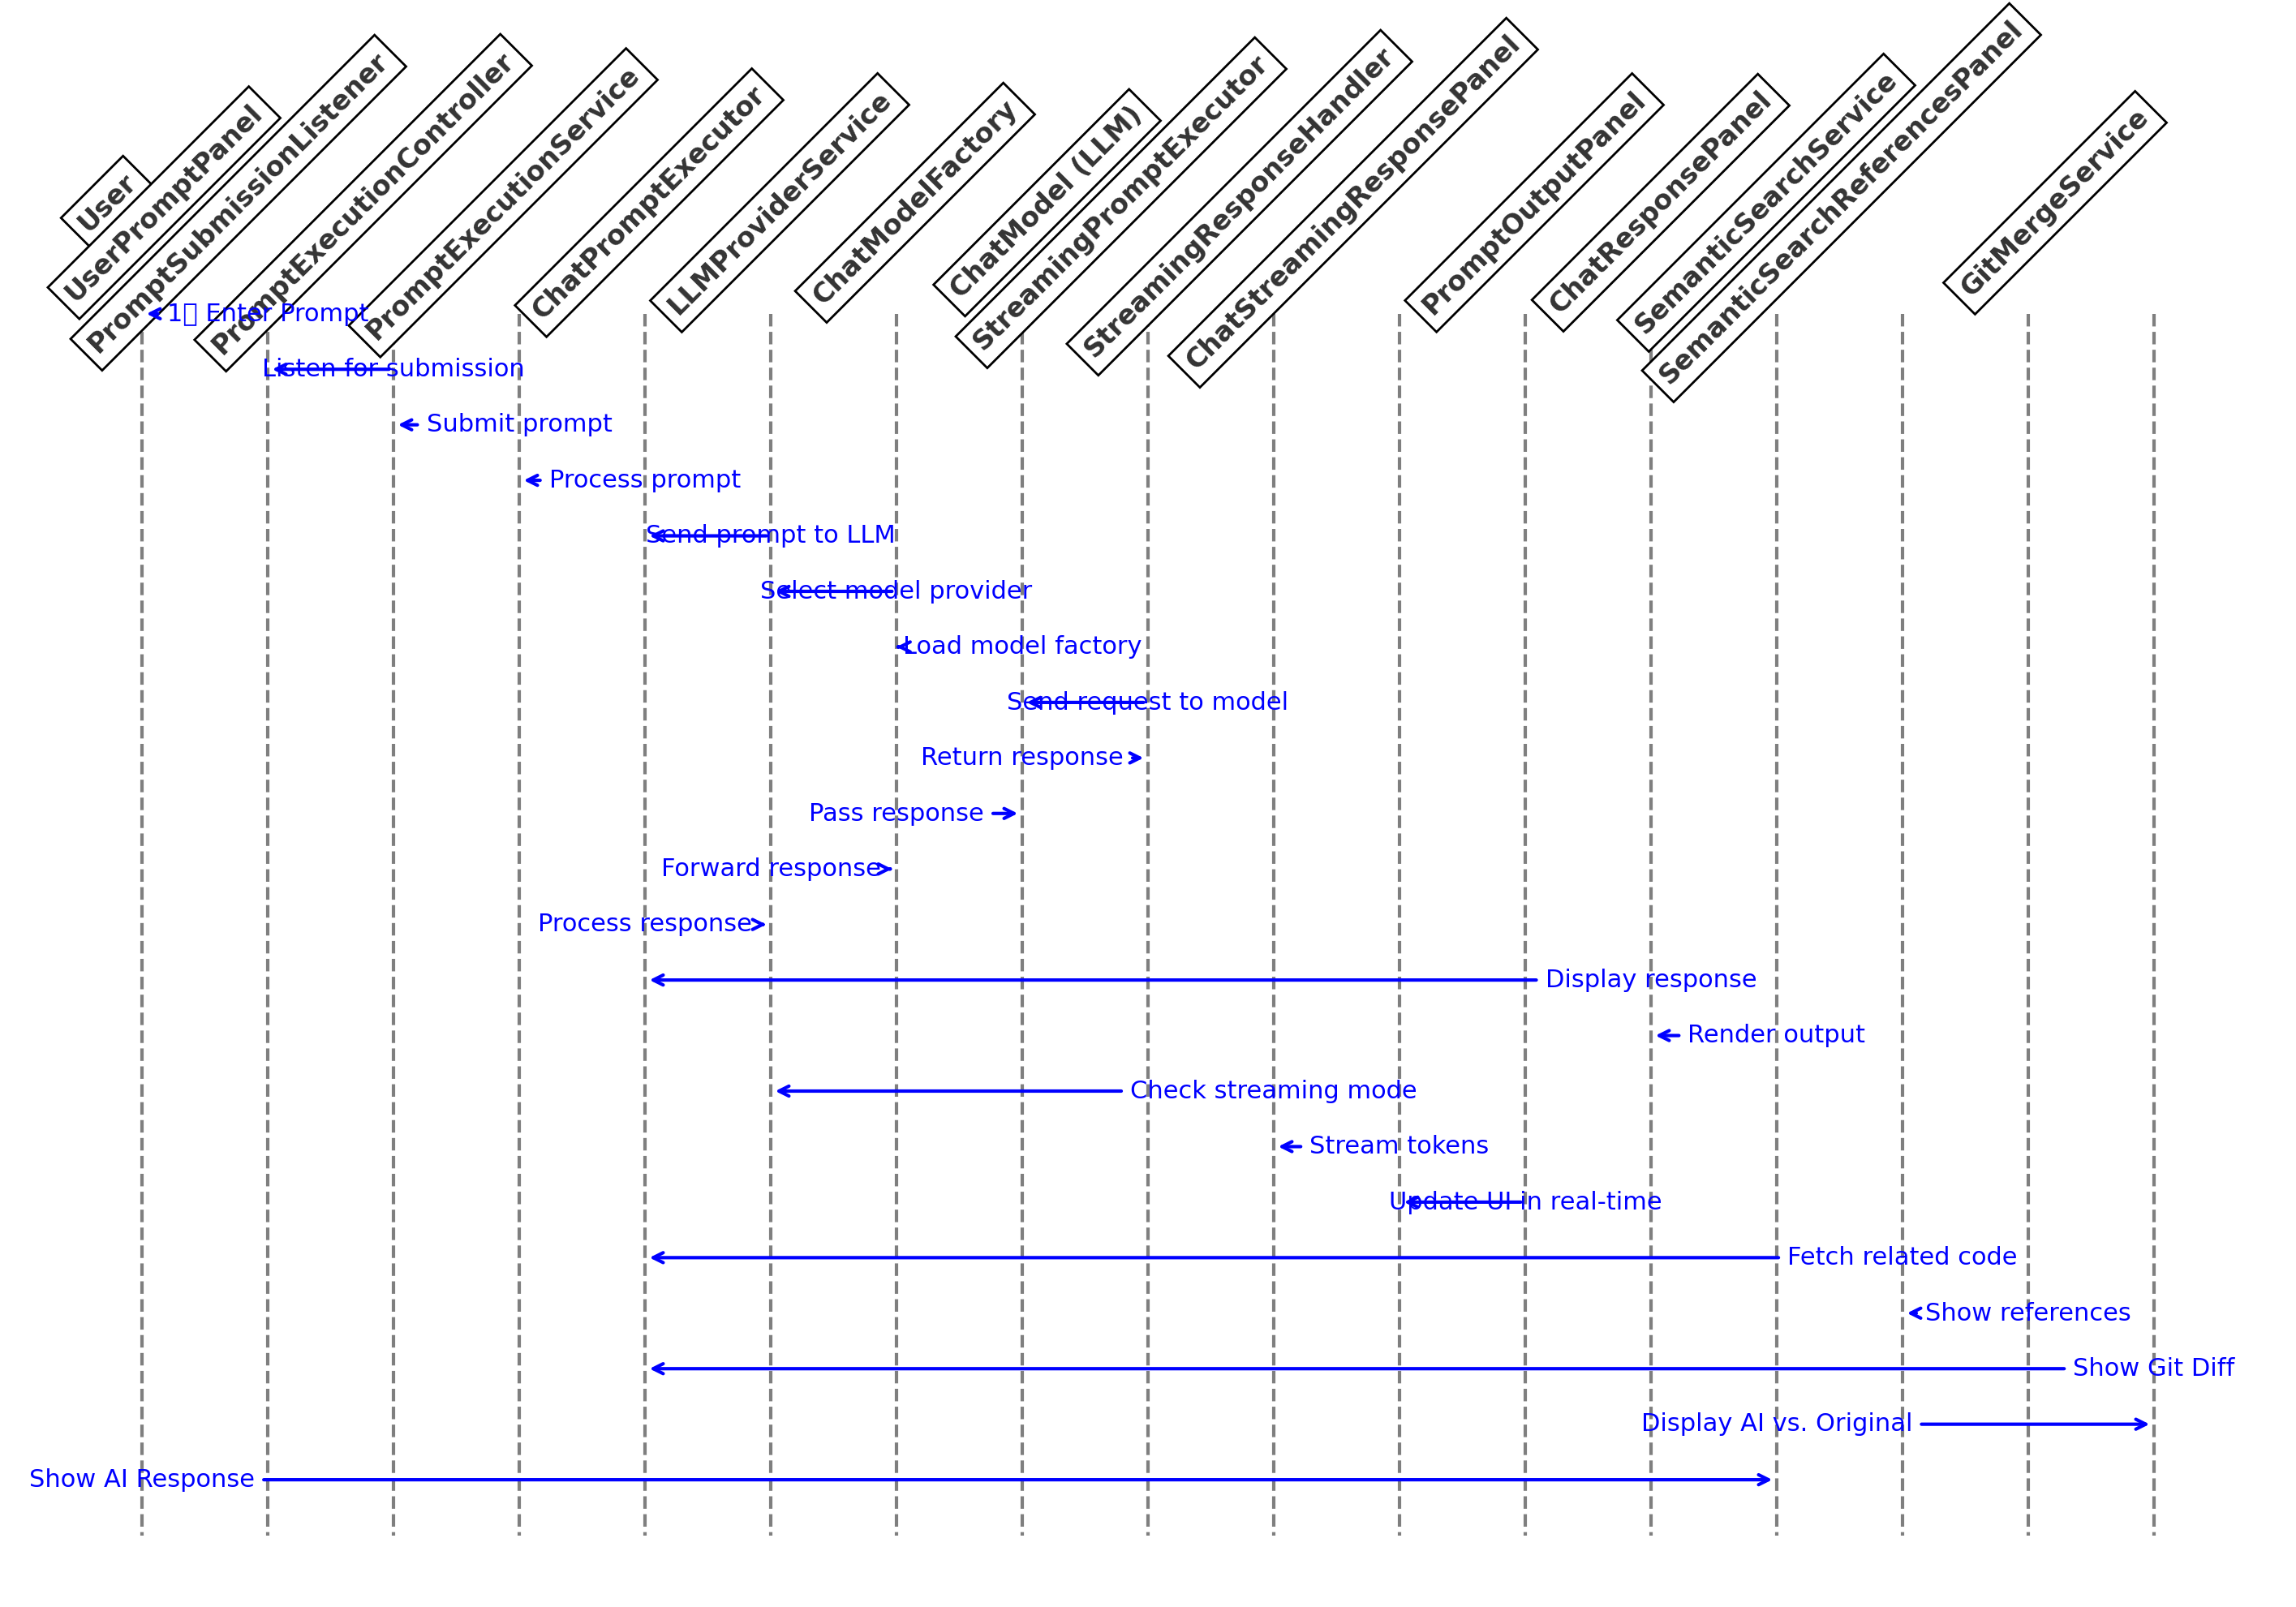 User
UserPromptPanel
PromptSubmissionListener
PromptExecutionController
PromptExecutionService
ChatPromptExecutor
LLMProviderService
ChatModelFactory
ChatModel (LLM)
StreamingPromptExecutor
StreamingResponseHandler
ChatStreamingResponsePanel
PromptOutputPanel
ChatResponsePanel
SemanticSearchService
SemanticSearchReferencesPanel
GitMergeService
1▯ Enter Prompt
Listen for submission
Submit prompt
Process prompt
Send prompt to LLM
Select model provider
Load model factory
Send request to model
Return response
Pass response
Forward response
Process response
Display response
Render output
Check streaming mode
Stream tokens
Update UI in real-time
Fetch related code
Show references
Show Git Diff
Display AI vs. Original
Show AI Response